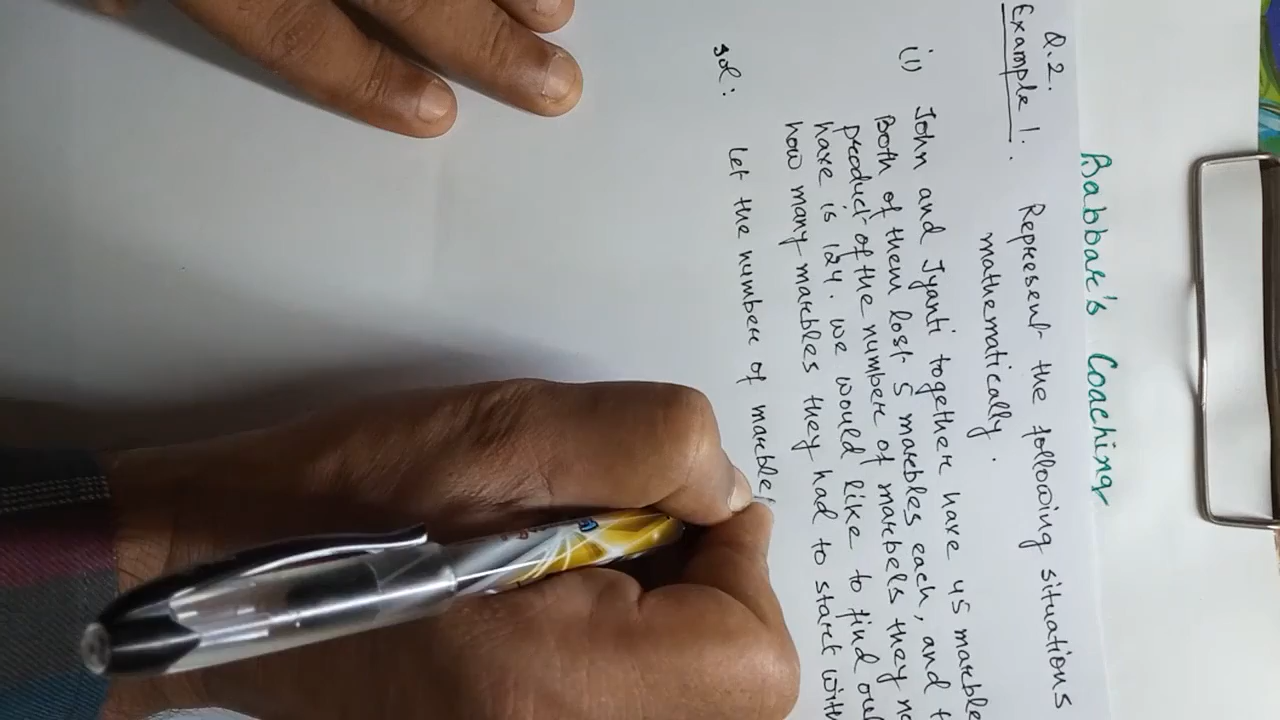 Babbar's Coaching
Q.2.
Example 1: Represent the following situations
mathematically.
i) John and Jyanti together have 45 marble
Both of them lost 5 marbles each, and
product of the number of marbels they
have is 124. we would like to find out
how many marbles they had to start with
sol: Let the number of marble